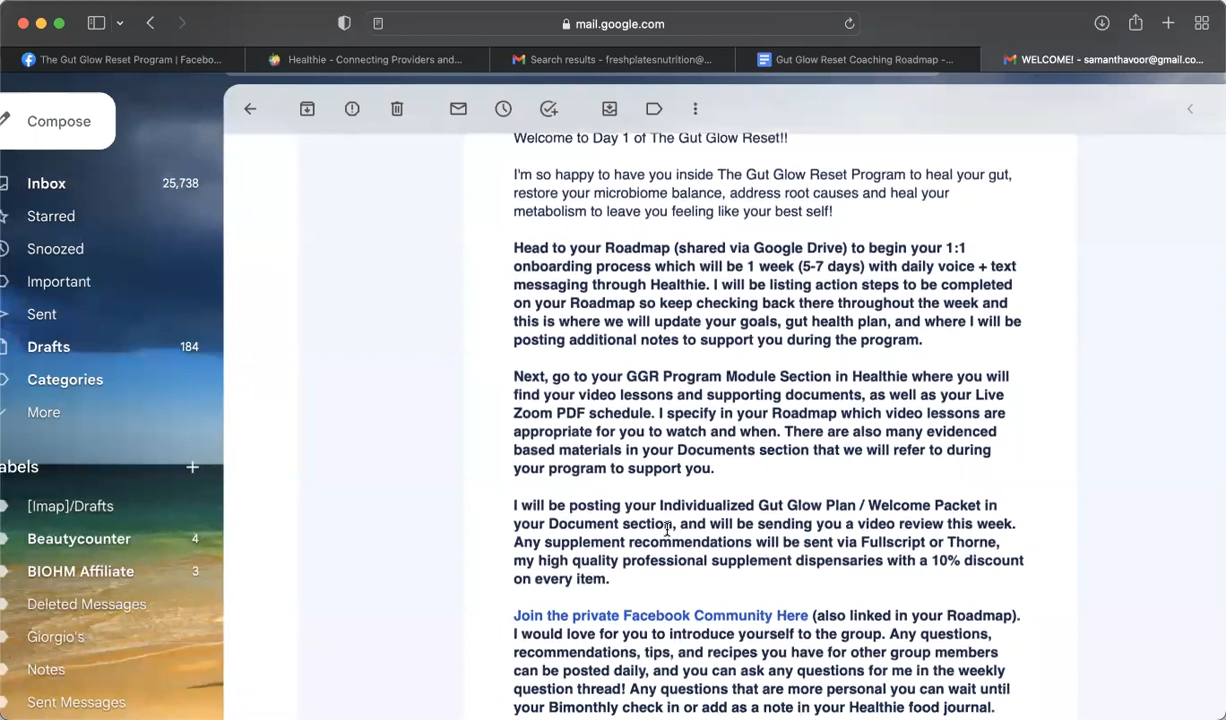 mail.google.com
The Gut Glow Reset Program | Facebo...
Healthie - Connecting Providers and...
Search results - freshplatesnutrition@...
Gut Glow Reset Coaching Roadmap -...
WELCOME! - samanthavoor@gmail.co...
Compose
Inbox 25,738
Starred
Snoozed
Important
Sent
Drafts 184
Categories
More
abels
[Imap]/Drafts
Beautycounter 4
BIOHM Affiliate 3
Deleted Messages
Giorgio's
Notes
Sent Messages
Welcome to Day 1 of The Gut Glow Reset!!
I'm so happy to have you inside The Gut Glow Reset Program to heal your gut,
restore your microbiome balance, address root causes and heal your
metabolism to leave you feeling like your best self!
Head to your Roadmap (shared via Google Drive) to begin your 1:1
onboarding process which will be 1 week (5-7 days) with daily voice + text
messaging through Healthie. I will be listing action steps to be completed
on your Roadmap so keep checking back there throughout the week and
this is where we will update your goals, gut health plan, and where I will be
posting additional notes to support you during the program.
Next, go to your GGR Program Module Section in Healthie where you will
find your video lessons and supporting documents, as well as your Live
Zoom PDF schedule. I specify in your Roadmap which video lessons are
appropriate for you to watch and when. There are also many evidenced
based materials in your Documents section that we will refer to during
your program to support you.
I will be posting your Individualized Gut Glow Plan / Welcome Packet in
your Document section, and will be sending you a video review this week.
Any supplement recommendations will be sent via Fullscript or Thorne,
my high quality professional supplement dispensaries with a 10% discount
on every item.
Join the private Facebook Community Here (also linked in your Roadmap).
I would love for you to introduce yourself to the group. Any questions,
recommendations, tips, and recipes you have for other group members
can be posted daily, and you can ask any questions for me in the weekly
question thread! Any questions that are more personal you can wait until
your Bimonthly check in or add as a note in your Healthie food journal.